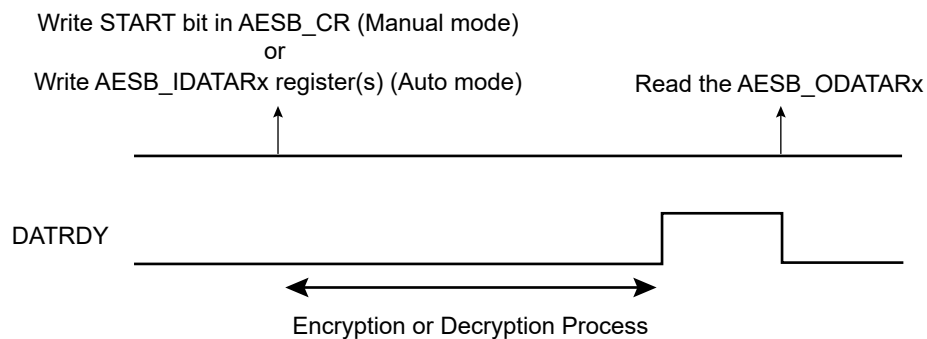 Write START bit in AESB_CR (Manual mode)
or
Write AESB_IDATARx register(s) (Auto mode)
Read the AESB_ODATARx
DATRDY
Encryption or Decryption Process